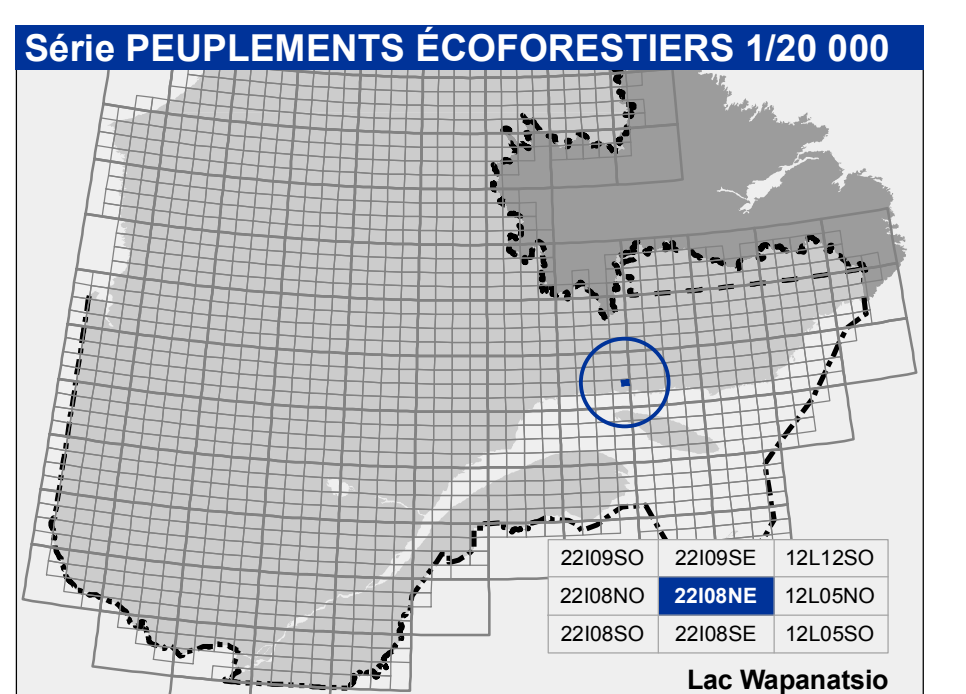 Série PEUPLEMENTS ÉCOFORESTIERS 1/20 000
22I09SO 22I09SE 12L12SO
22I08NO 22I08NE 12L05NO
22I08SO 22I08SE 12L05SO
Lac Wapanatsio